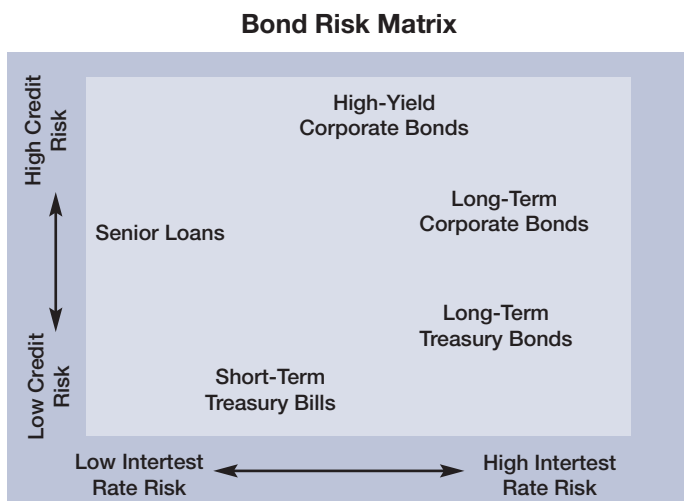 Bond Risk Matrix
High Credit
Risk
High-Yield
Corporate Bonds
Long-Term
Corporate Bonds
Senior Loans
Long-Term
Treasury Bonds
Low Credit
Risk
Short-Term
Treasury Bills
Low Intertest
Rate Risk
High Intertest
Rate Risk